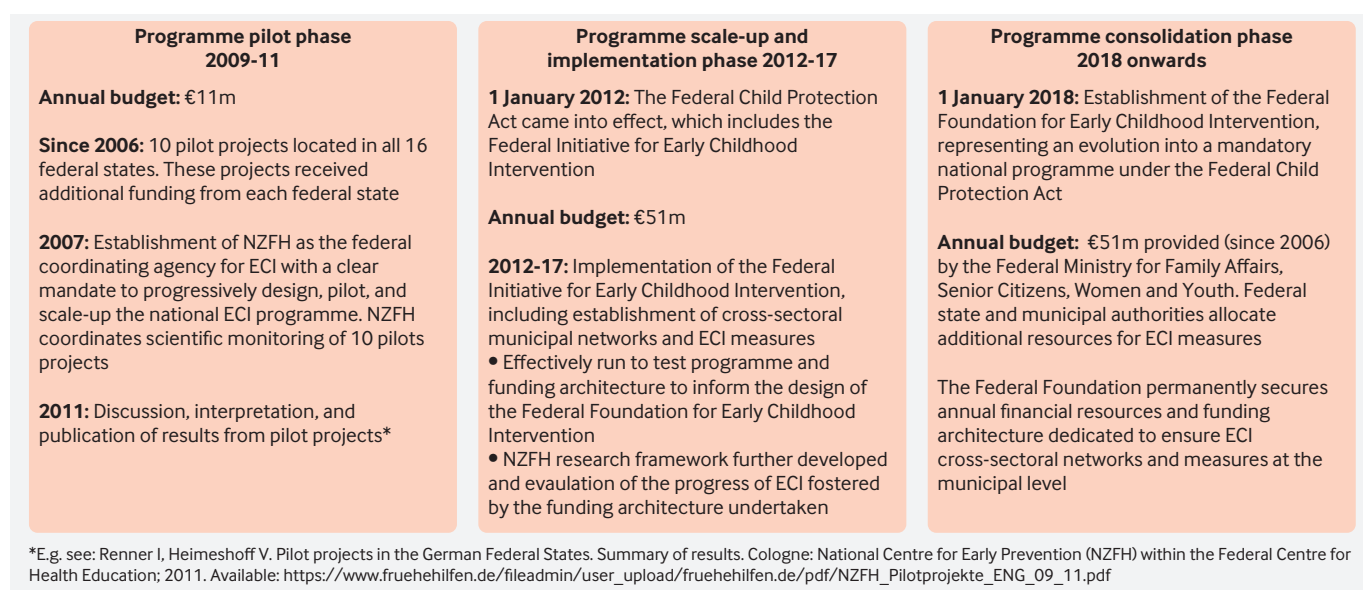 Programme pilot phase
2009-11
Annual budget: €11m
Since 2006: 10 pilot projects located in all 16
federal states. These projects received
additional funding from each federal state
2007: Establishment of NZFH as the federal
coordinating agency for ECI with a clear
mandate to progressively design, pilot, and
scale-up the national ECI programme. NZFH
coordinates scientific monitoring of 10 pilots
projects
2011: Discussion, interpretation, and
publication of results from pilot projects*
Programme scale-up and
implementation phase 2012-17
1 January 2012: The Federal Child Protection
Act came into effect, which includes the
Federal Initiative for Early Childhood
Intervention
Annual budget: €51m
2012-17: Implementation of the Federal
Initiative for Early Childhood Intervention,
including establishment of cross-sectoral
municipal networks and ECI measures
• Effectively run to test programme and
funding architecture to inform the design of
the Federal Foundation for Early Childhood
Intervention
• NZFH research framework further developed
and evaulation of the progress of ECI fostered
by the funding architecture undertaken
Programme consolidation phase
2018 onwards
1 January 2018: Establishment of the Federal
Foundation for Early Childhood Intervention,
representing an evolution into a mandatory
national programme under the Federal Child
Protection Act
Annual budget: €51m provided (since 2006)
by the Federal Ministry for Family Affairs,
Senior Citizens, Women and Youth. Federal
state and municipal authorities allocate
additional resources for ECI measures
The Federal Foundation permanently secures
annual financial resources and funding
architecture dedicated to ensure ECI
cross-sectoral networks and measures at the
municipal level
*E.g. see: Renner I, Heimeshoff V. Pilot projects in the German Federal States. Summary of results. Cologne: National Centre for Early Prevention (NZFH) within the Federal Centre for
Health Education; 2011. Available: https://www.fruehehilfen.de/fileadmin/user_upload/fruehehilfen.de/pdf/NZFH_Pilotprojekte_ENG_09_11.pdf